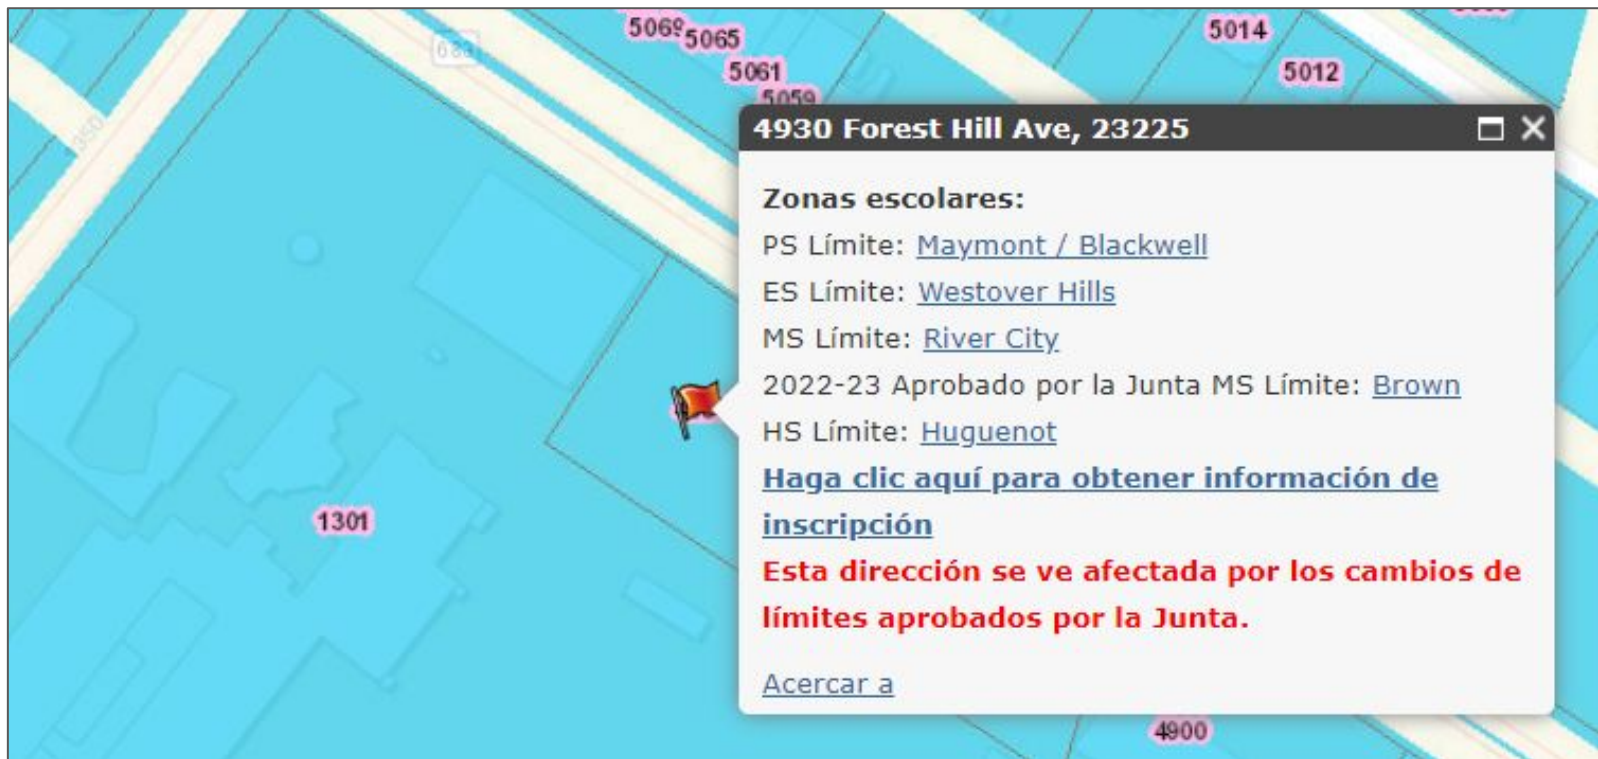 5069
5065
5061
5059
5014
5012
683
350
4930 Forest Hill Ave, 23225
Zonas escolares:
PS Límite: Maymont / Blackwell
ES Límite: Westover Hills
MS Límite: River City
2022-23 Aprobado por la Junta MS Límite: Brown
HS Límite: Huguenot
Haga clic aquí para obtener información de
inscripción
Esta dirección se ve afectada por los cambios de
límites aprobados por la Junta.
Acercar a
1301
4900